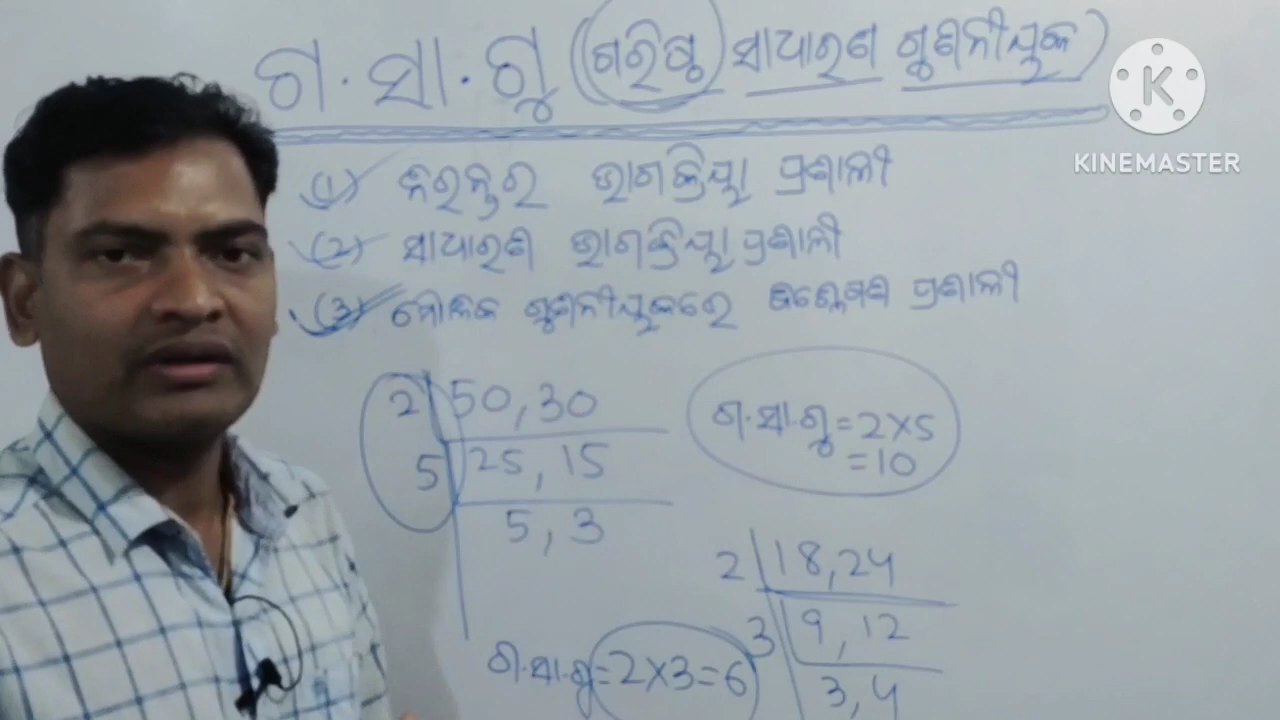 ଗ.ସା.ଗୁ (ଗରିଷ୍ଠ ସାଧାରଣ ଗୁଣନୀୟକ)
K
KINEMASTER
(1) ନିରନ୍ତର ଭାଗକ୍ରିୟା ପ୍ରଣାଳୀ
(2) ସାଧାରଣ ଭାଗକ୍ରିୟା ପ୍ରଣାଳୀ
(3) ମୌଳିକ ଗୁଣନୀୟକରେ ବିଶ୍ଳେଷଣ ପ୍ରଣାଳୀ
2 50, 30
5 25, 15
5, 3
ଗ.ସା.ଗୁ = 2×5
= 10
2 18, 24
3 9, 12
3, 4
ଗ.ସା.ଗୁ = 2×3 = 6